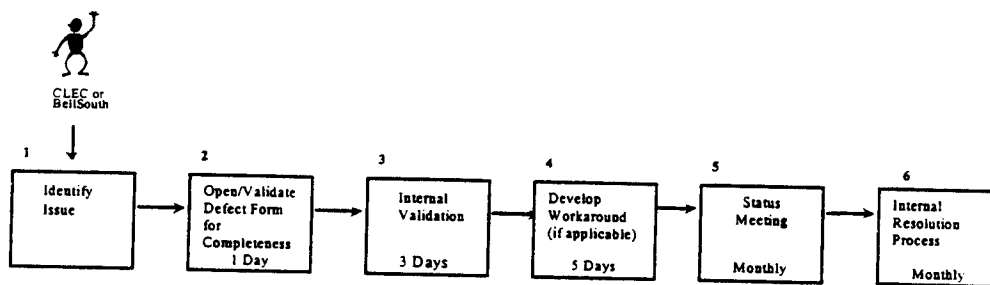 CLEC or
BellSouth
1
Identify
Issue
2
Open/Validate
Defect Form
for
Completeness
1 Day
3
Internal
Validation
3 Days
4
Develop
Workaround
(if applicable)
5 Days
5
Status
Meeting
Monthly
6
Internal
Resolution
Process
Monthly